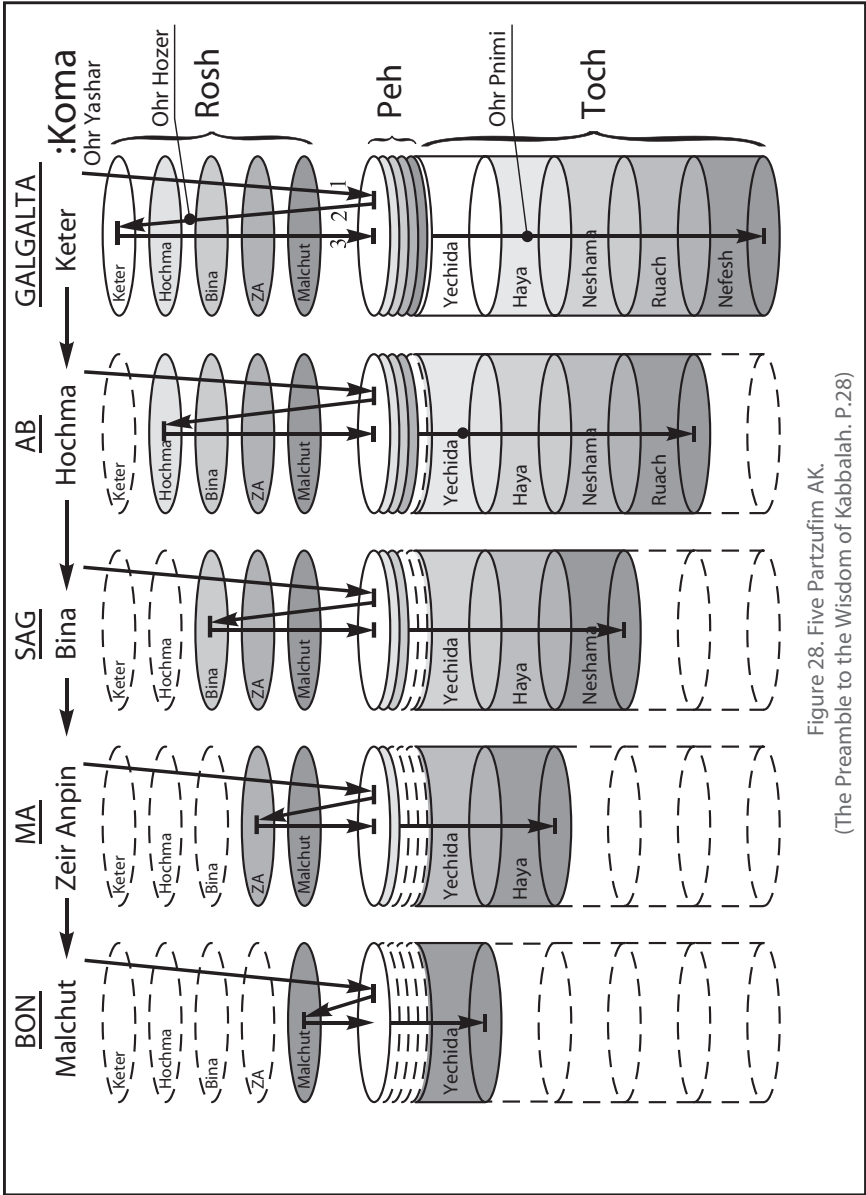 BON MA SAG AB GALGALTA
Malchut Zeir Anpin Bina Hochma Keter :Koma
Ohr Yashar
Keter Keter Keter Keter Keter
Ohr Hozer
Hochma Hochma Hochma Hochma Hochma
Rosh
Bina Bina Bina Bina Bina
ZA ZA ZA ZA ZA
Malchut Malchut Malchut Malchut Malchut
3 2 1
Peh
Yechida Yechida Yechida Yechida Yechida
Ohr Pnimi
Haya Haya Haya Haya
Toch
Neshama Neshama Neshama
Ruach Ruach
Nefesh
Figure 28. Five Partzufim AK.
(The Preamble to the Wisdom of Kabbalah. P.28)